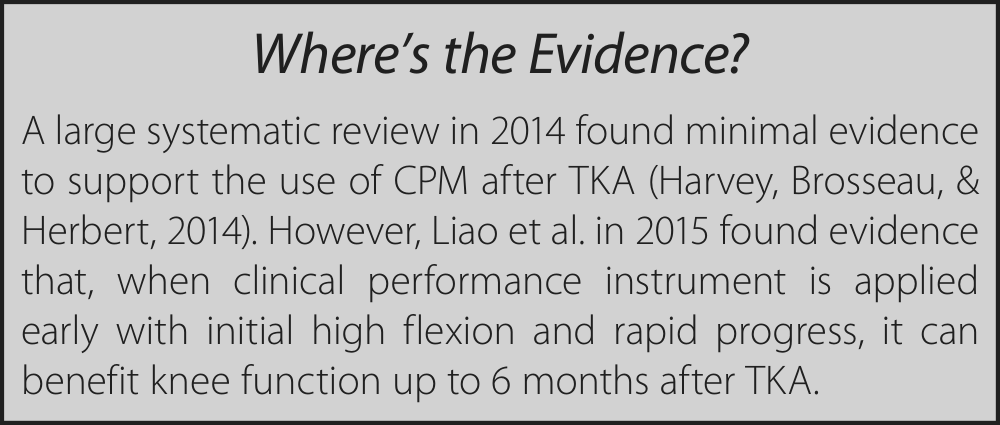 Where's the Evidence?
A large systematic review in 2014 found minimal evidence
to support the use of CPM after TKA (Harvey, Brosseau, &
Herbert, 2014). However, Liao et al. in 2015 found evidence
that, when clinical performance instrument is applied
early with initial high flexion and rapid progress, it can
benefit knee function up to 6 months after TKA.